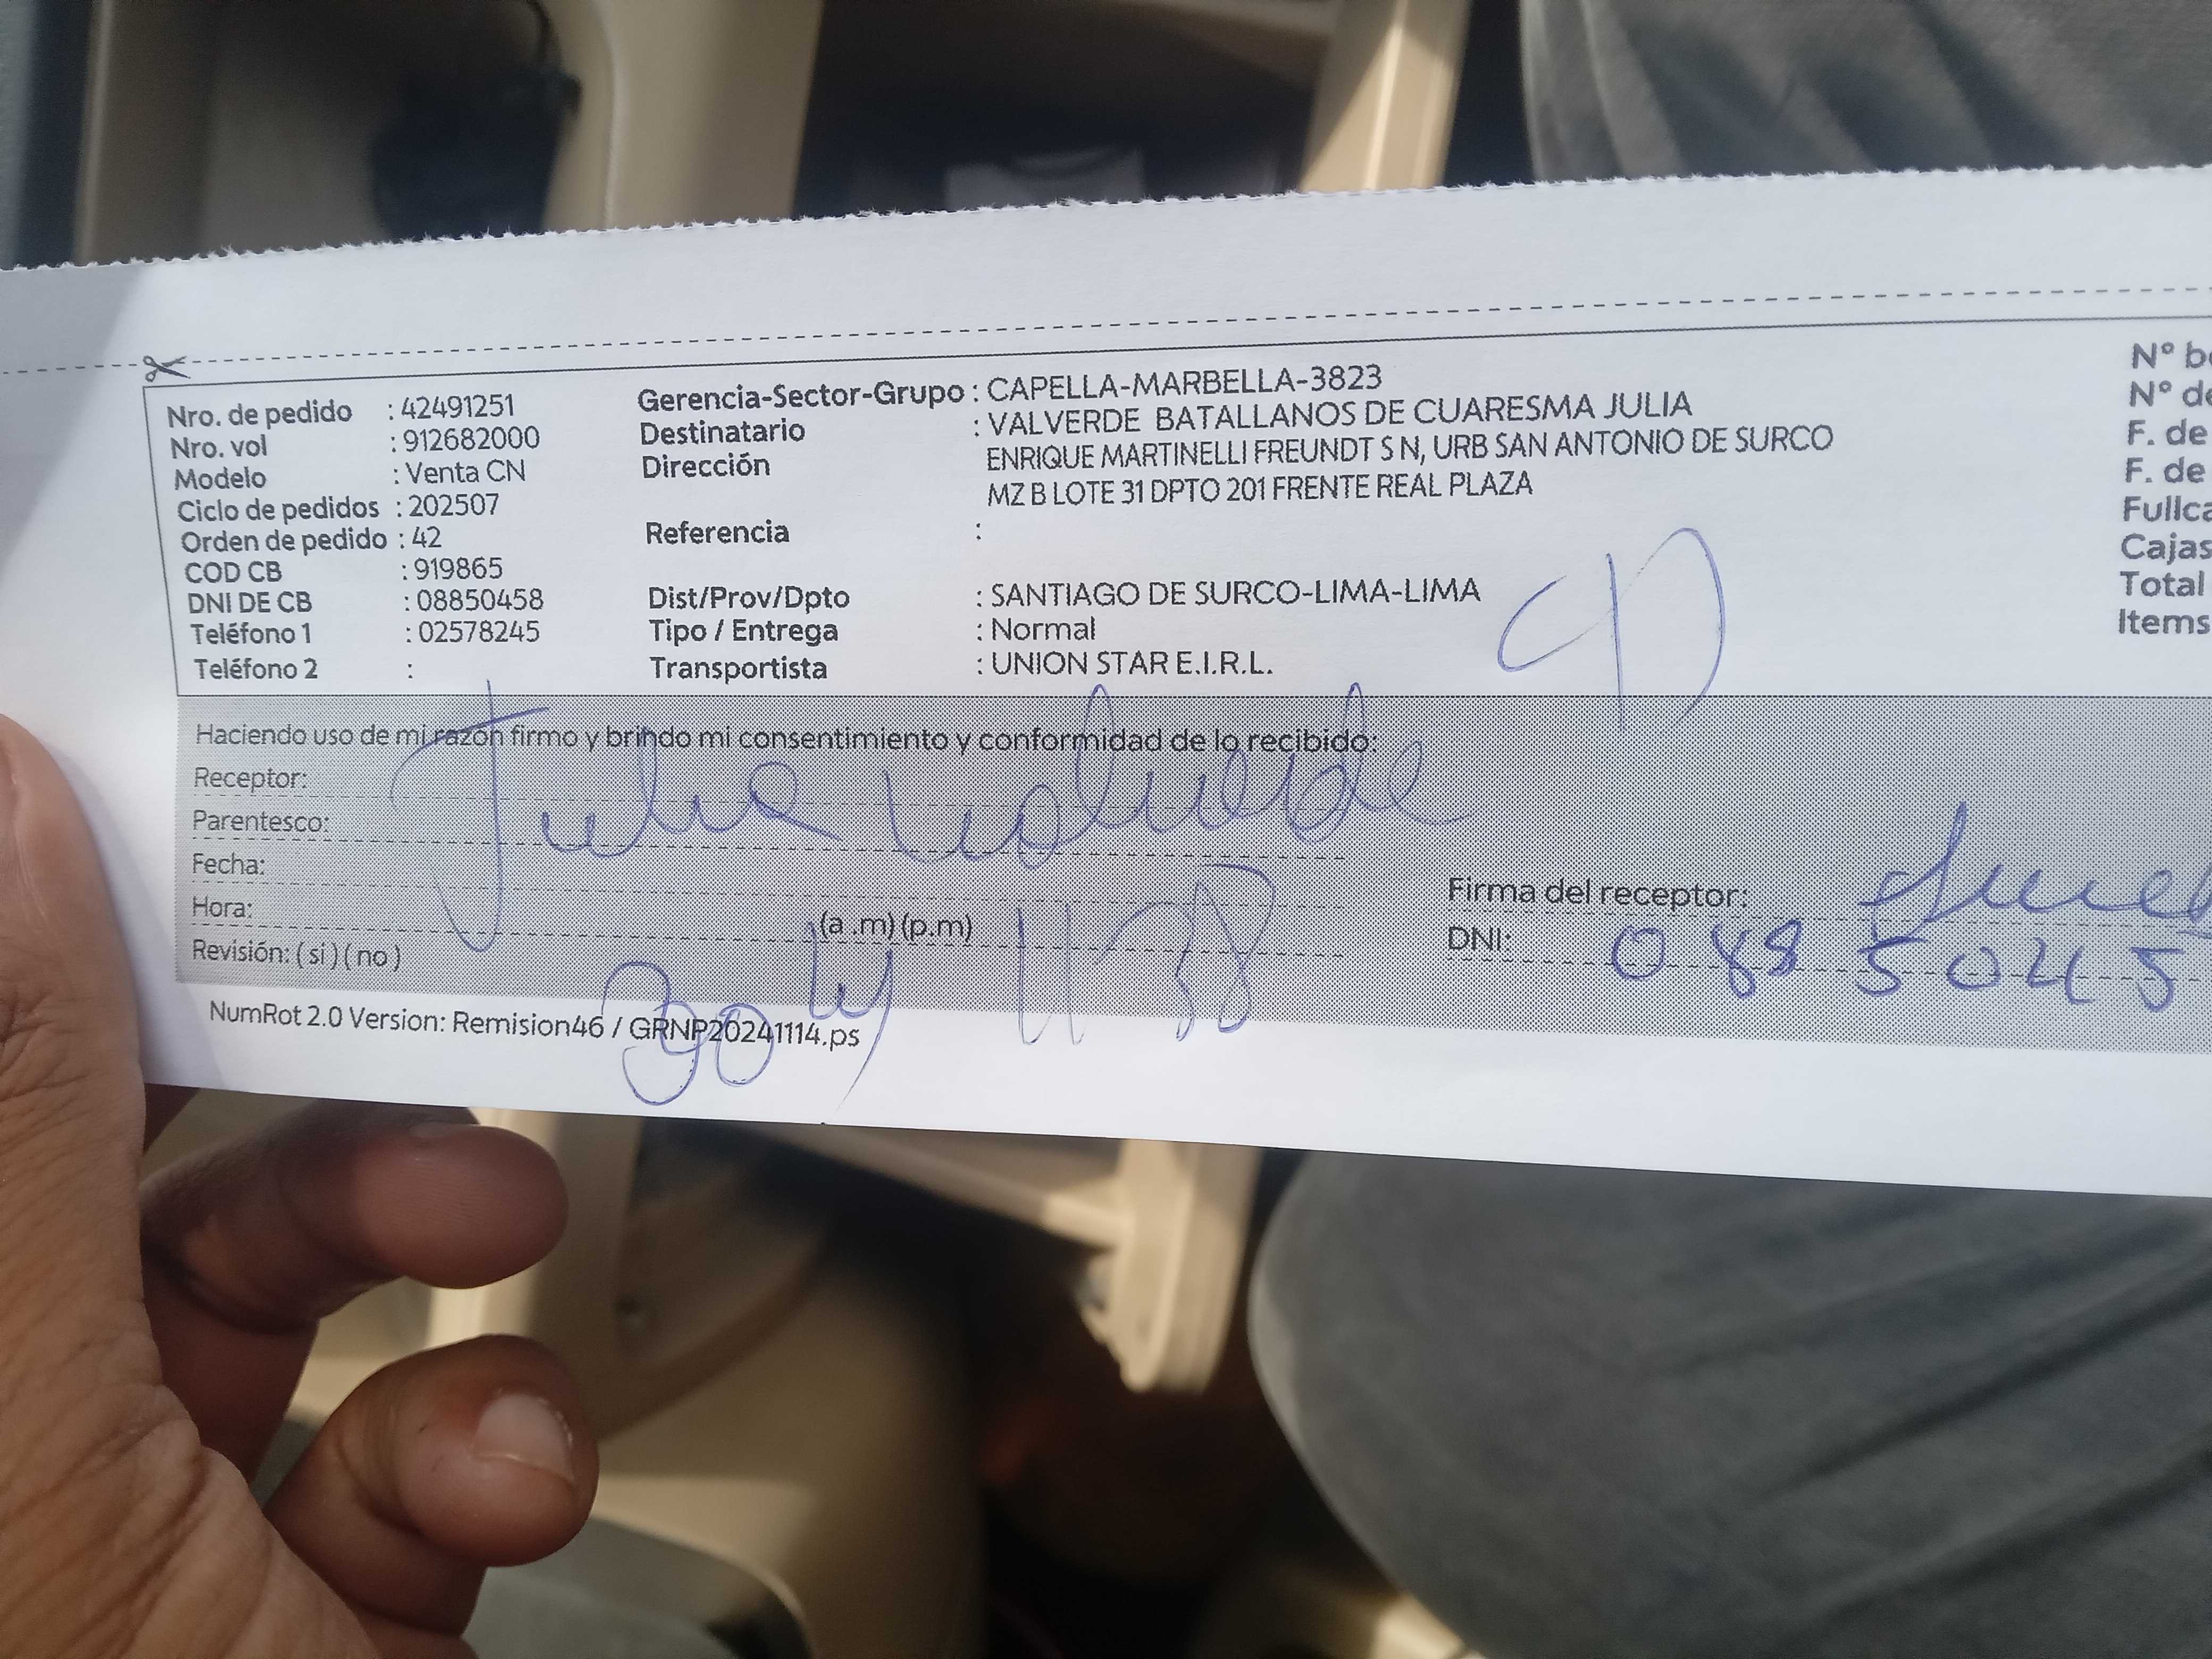 Nro. de pedido : 42491251
Nro. vol : 912682000
Modelo : Venta CN
Ciclo de pedidos : 202507
Orden de pedido : 42
COD CB : 919865
DNI DE CB : 08850458
Teléfono 1 : 02578245
Teléfono 2 :
Gerencia-Sector-Grupo : CAPELLA-MARBELLA-3823
Destinatario : VALVERDE BATALLANOS DE CUARESMA JULIA
Dirección ENRIQUE MARTINELLI FREUNDT S N, URB SAN ANTONIO DE SURCO
MZ B LOTE 31 DPTO 201 FRENTE REAL PLAZA
Referencia :
Dist/Prov/Dpto : SANTIAGO DE SURCO-LIMA-LIMA
Tipo / Entrega : Normal
Transportista : UNION STAR E.I.R.L.
Nº
Nº
F. de
F. de
Total
Items
Haciendo uso de mi razón firmo y brindo mi consentimiento y conformidad de lo recibido:
Receptor: Julia Valverde
Parentesco:
Fecha:
Hora: (a .m) (p.m)
Revisión: ( si ) ( no )
Firma del receptor:
DNI: 0885045
NumRot 2.0 Version: Remision46 / GRNP20241114.ps